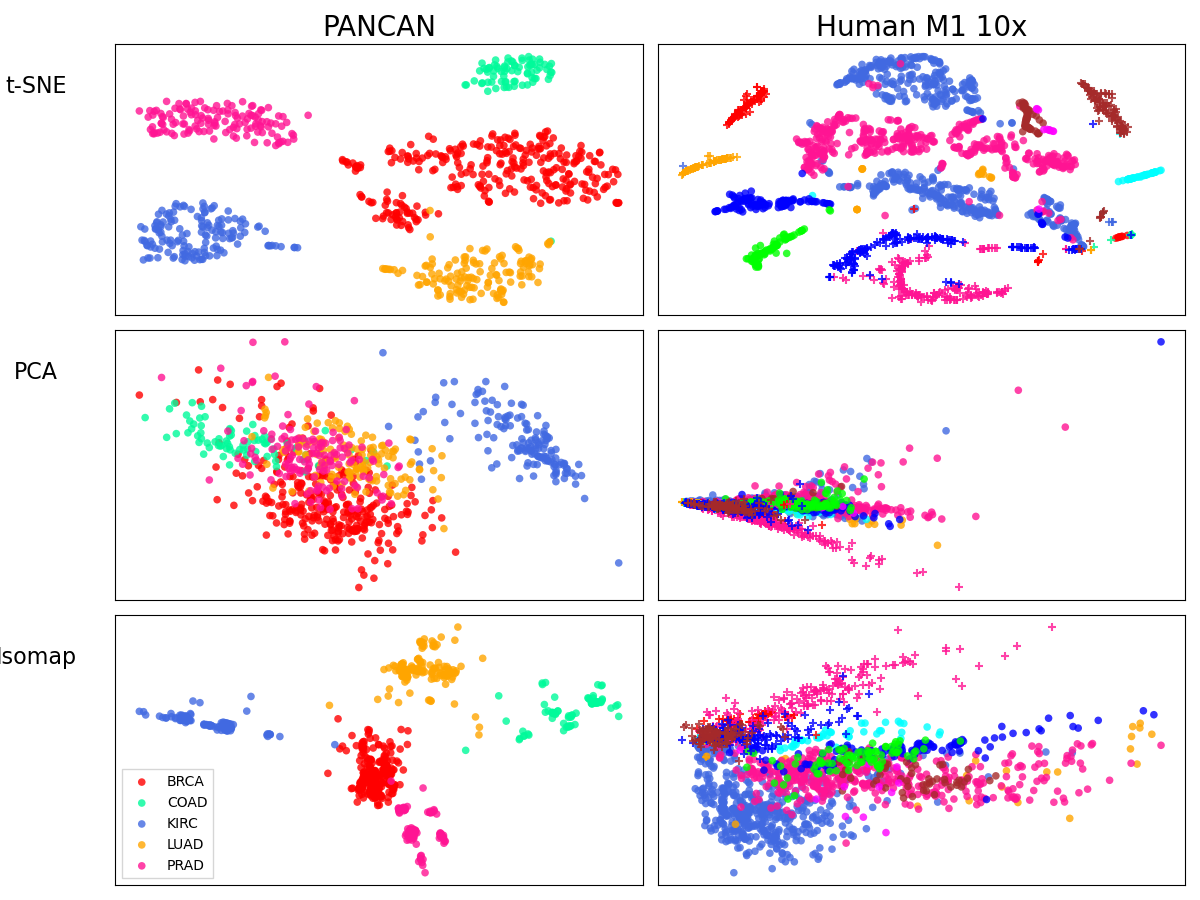 PANCAN
Human M1 10x
t-SNE
PCA
Isomap
BRCA
COAD
KIRC
LUAD
PRAD